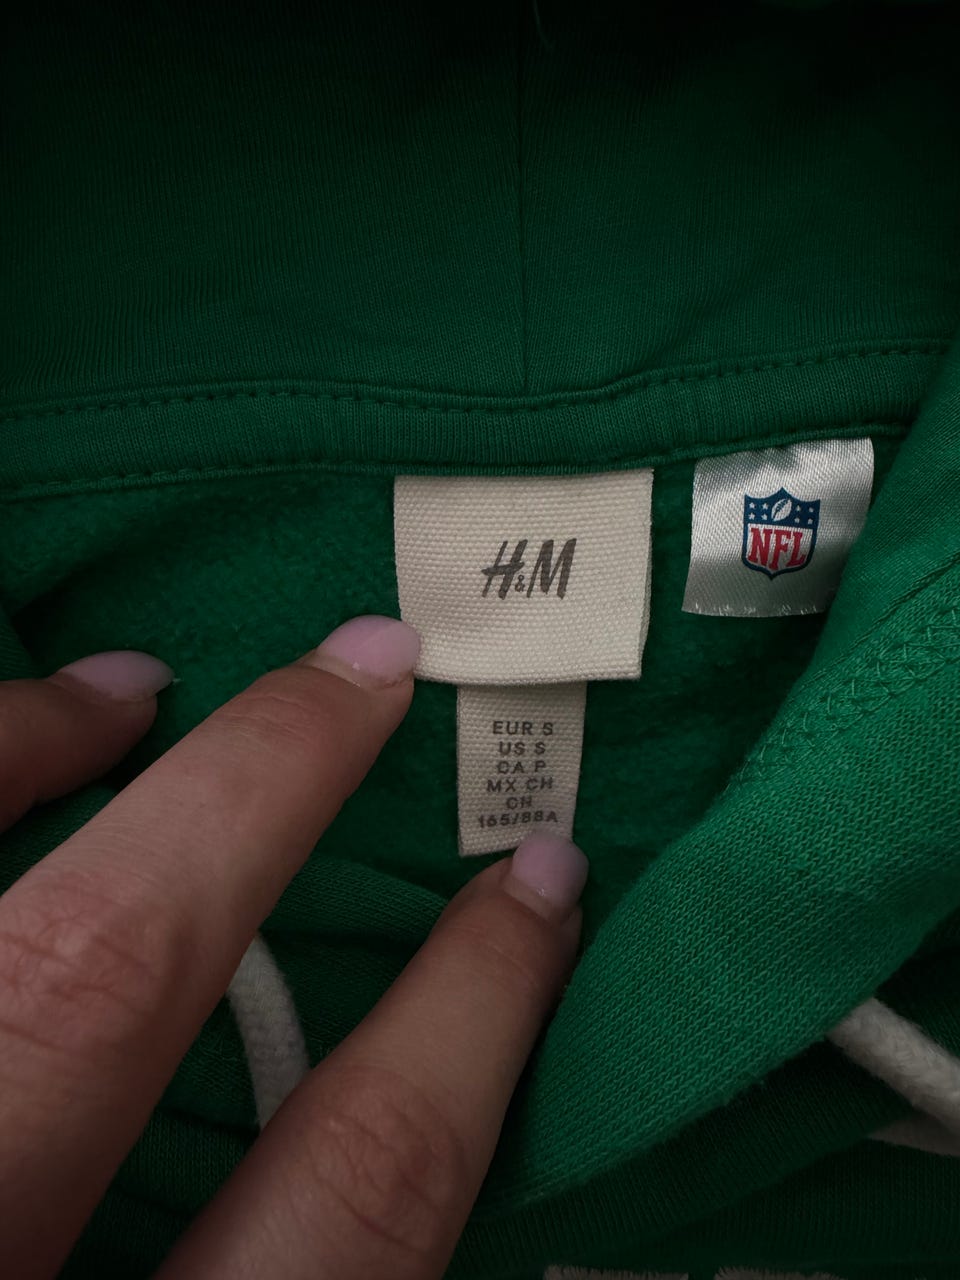 H&M
NFL
EUR S
US S
CA P
MX CH
CN
165/88A